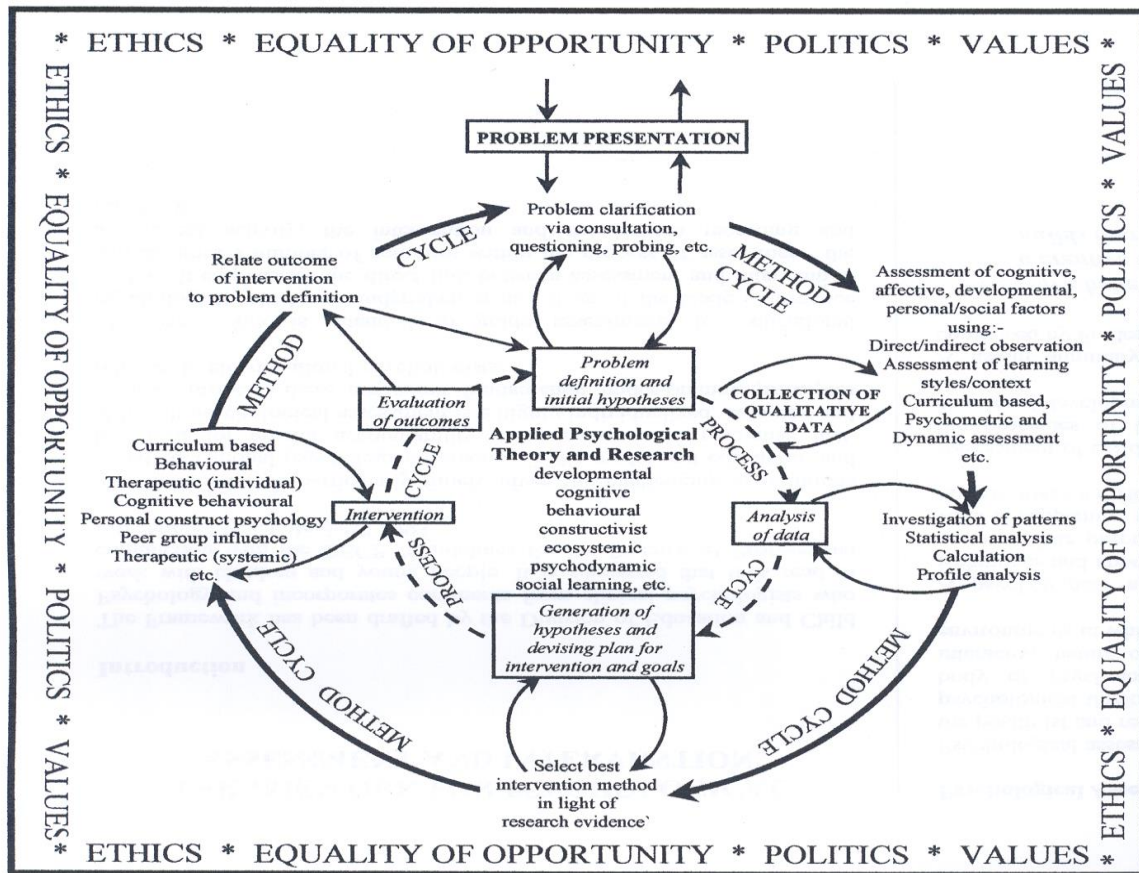 * ETHICS * EQUALITY OF OPPORTUNITY * POLITICS * VALUES *
* ETHICS * EQUALITY OF OPPORTUNITY * POLITICS * VALUES *
PROBLEM PRESENTATION
Problem clarification
via consultation,
questioning, probing, etc.
METHOD
CYCLE
Assessment of cognitive,
affective, developmental,
personal/social factors
using:-
Direct/indirect observation
Assessment of learning
styles/context
Curriculum based,
Psychometric and
Dynamic assessment
etc.
Investigation of patterns
Statistical analysis
Calculation
Profile analysis
METHOD CYCLE
Select best
intervention method
in light of
research evidence`
METHOD CYCLE
Curriculum based
Behavioural
Therapeutic (individual)
Cognitive behavioural
Personal construct psychology
Peer group influence
Therapeutic (systemic)
etc.
METHOD
Relate outcome
of intervention
to problem definition
CYCLE
Problem
definition and
initial hypotheses
COLLECTION OF
QUALITATIVE
DATA
PROCESS
Analysis
of data
CYCLE
Generation of
hypotheses and
devising plan for
intervention and goals
PROCESS
Intervention
CYCLE
Evaluation
of outcomes
Applied Psychological
Theory and Research
developmental
cognitive
behavioural
constructivist
ecosystemic
psychodynamic
social learning, etc.
ETHICS * EQUALITY OF OPPORTUNITY * POTICS * VALUES
* ETHICS * EQUALITY OF OPPORTUNITY * POLITICS * VALUES *